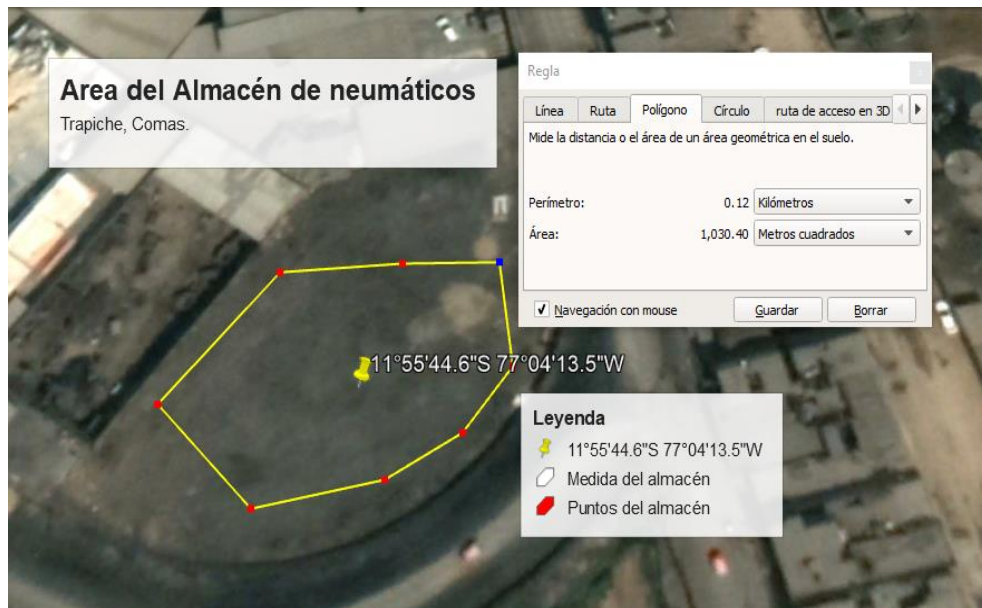 Area del Almacén de neumáticos
Trapiche, Comas.
Regla
Línea Ruta Polígono Círculo ruta de acceso en 3D
Mide la distancia o el área de un área geométrica en el suelo.
Perímetro: 0.12 Kilómetros
Área: 1,030.40 Metros cuadrados
Navegación con mouse Guardar Borrar
11°55'44.6"S 77°04'13.5"W
Leyenda
11°55'44.6"S 77°04'13.5"W
Medida del almacén
Puntos del almacén